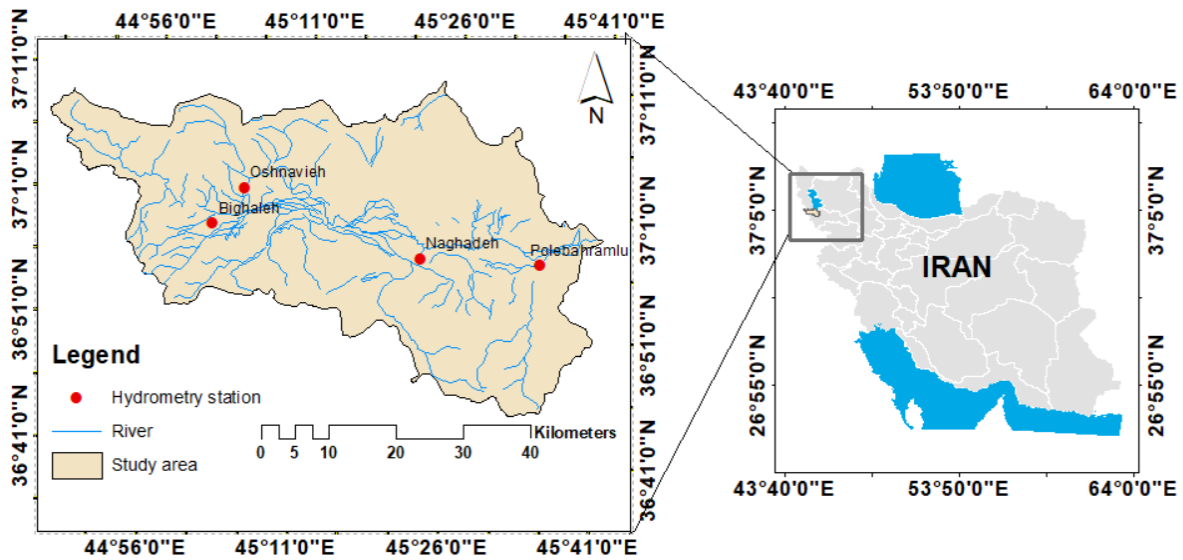 44°56'0"E 45°11'0"E 45°26'0"E 45°41'0"E
37°11'0"N
37°1'0"N
36°51'0"N
36°41'0"N
N
Oshnavieh
Bighaleh
Naghadeh
Polebahramlu
Legend
Hydrometry station
River
Study area
Kilometers
0 5 10 20 30 40
37°11'0"N
37°1'0"N
36°51'0"N
36°41'0"N
44°56'0"E 45°11'0"E 45°26'0"E 45°41'0"E
43°40'0"E 53°50'0"E 64°0'0"E
37°5'0"N
26°55'0"N
IRAN
37°5'0"N
26°55'0"N
43°40'0"E 53°50'0"E 64°0'0"E